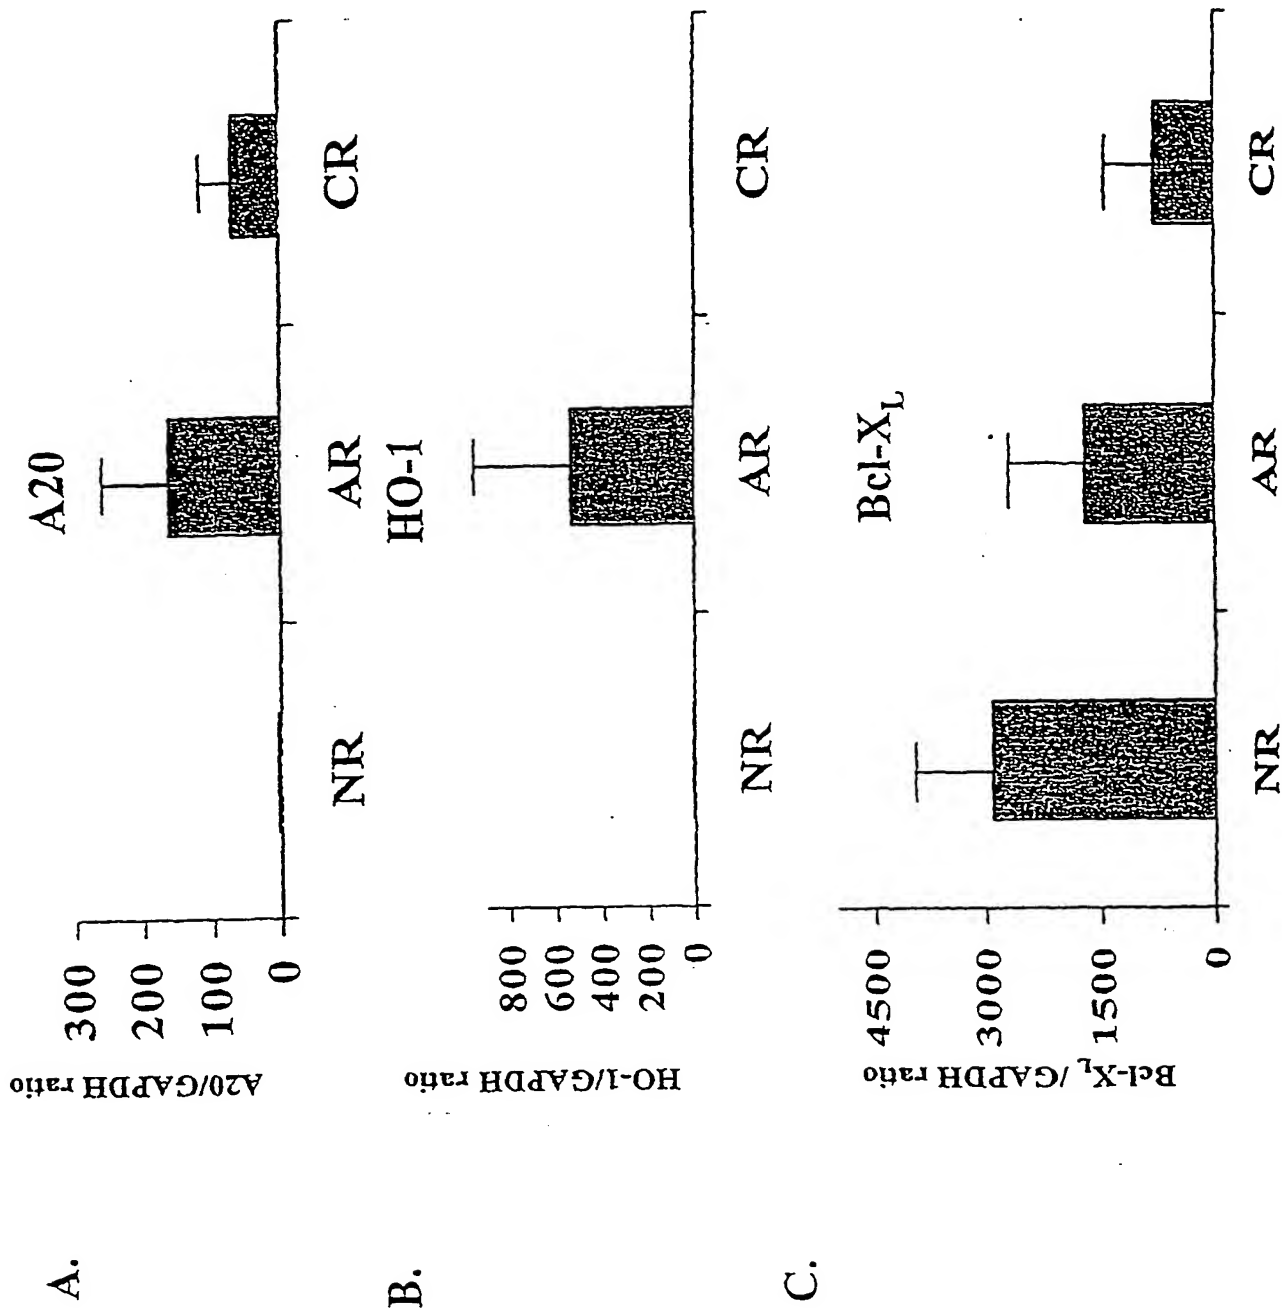 A.
A20
A20/GAPDH ratio
300
200
100
0
NR
AR
CR
B.
HO-1
HO-1/GAPDH ratio
800
600
400
200
0
NR
AR
CR
C.
Bcl-XL
Bcl-XL / GAPDH ratio
4500
3000
1500
0
NR
AR
CR